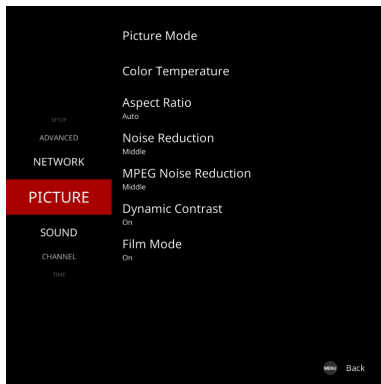 Picture Mode
Color Temperature
Aspect Ratio
Auto
Noise Reduction
Middle
MPEG Noise Reduction
Middle
Dynamic Contrast
On
Film Mode
On
SETUP
ADVANCED
NETWORK
PICTURE
SOUND
CHANNEL
TIME
MENU Back